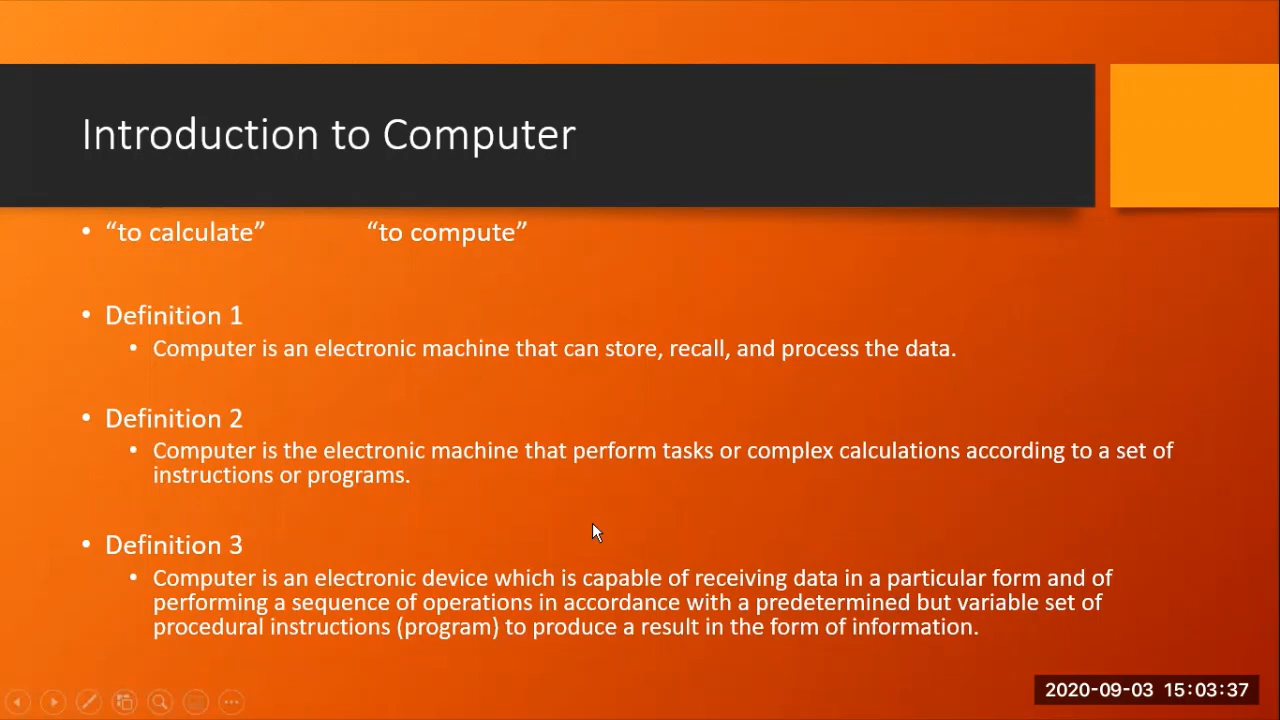 Introduction to Computer
• “to calculate” “to compute”
• Definition 1
• Computer is an electronic machine that can store, recall, and process the data.
• Definition 2
• Computer is the electronic machine that perform tasks or complex calculations according to a set of
instructions or programs.
• Definition 3
• Computer is an electronic device which is capable of receiving data in a particular form and of
performing a sequence of operations in accordance with a predetermined but variable set of
procedural instructions (program) to produce a result in the form of information.
2020-09-03 15:03:37